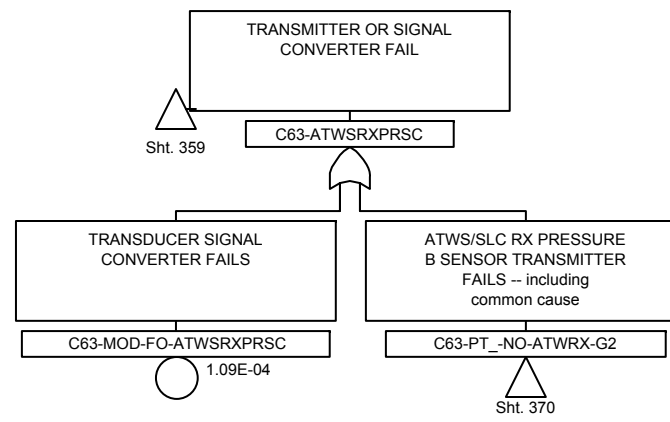 TRANSMITTER OR SIGNAL
CONVERTER FAIL
Sht. 359
C63-ATWSRXPRSC
TRANSDUCER SIGNAL
CONVERTER FAILS
C63-MOD-FO-ATWSRXPRSC
1.09E-04
ATWS/SLC RX PRESSURE
B SENSOR TRANSMITTER
FAILS -- including
common cause
C63-PT_-NO-ATWRX-G2
Sht. 370